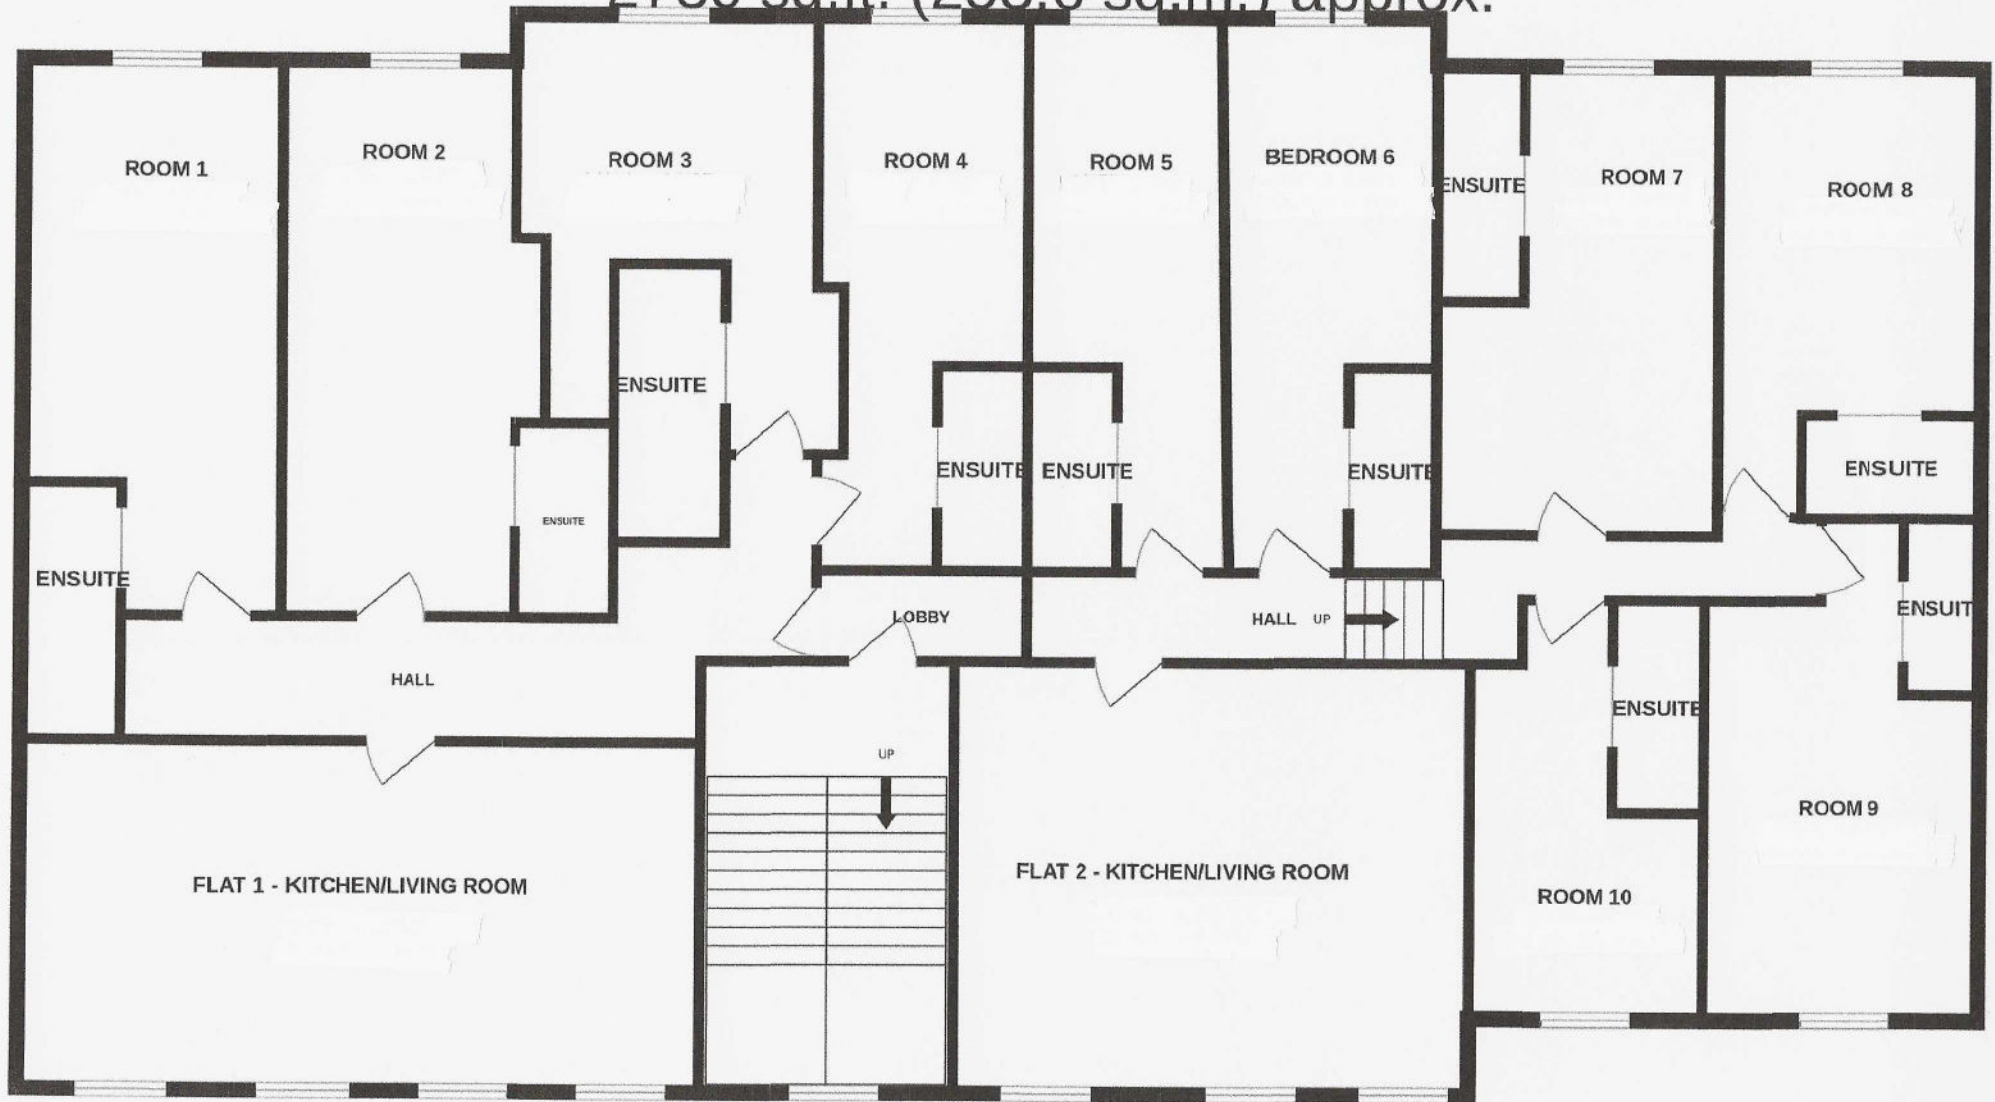 approx.
ROOM 1
ROOM 2
ROOM 3
ROOM 4
ROOM 5
BEDROOM 6
ENSUITE
ROOM 7
ROOM 8
ENSUITE
ENSUITE
ENSUITE
ENSUITE
ENSUITE
ENSUITE
ENSUITE
ENSUITE
ENSUIT
LOBBY
HALL UP
HALL
ENSUITE
UP
ROOM 9
FLAT 1 - KITCHEN/LIVING ROOM
FLAT 2 - KITCHEN/LIVING ROOM
ROOM 10